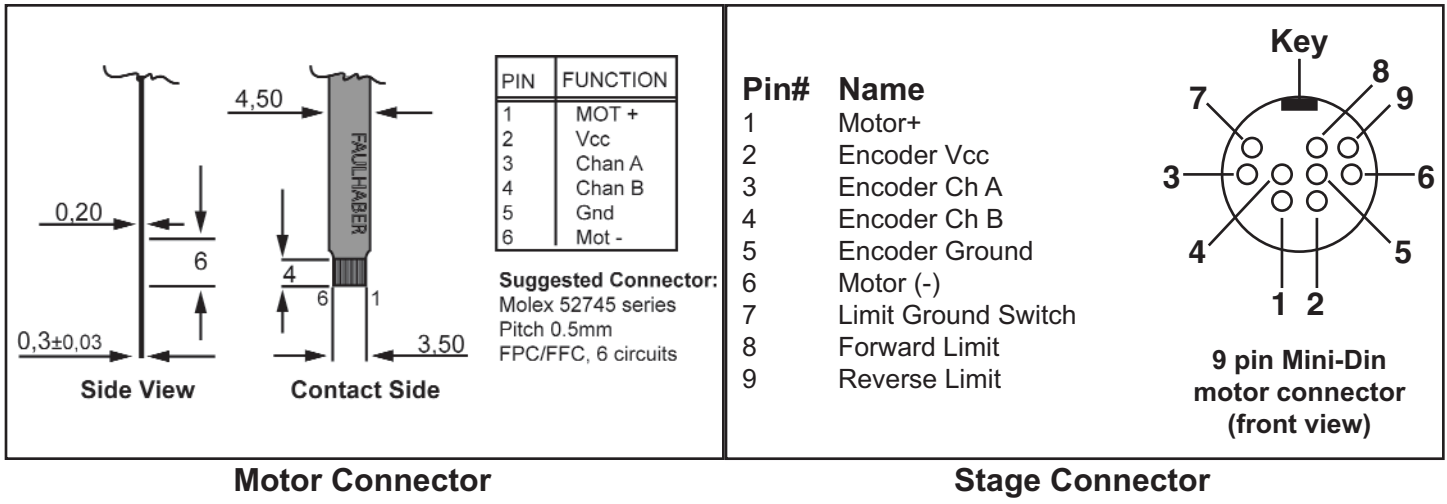 4,50
0,20
6
0,3±0,03
Side View
FAULHABER
4
6 1
3,50
Contact Side
PIN FUNCTION
1 MOT +
2 Vcc
3 Chan A
4 Chan B
5 Gnd
6 Mot -
Suggested Connector:
Molex 52745 series
Pitch 0.5mm
FPC/FFC, 6 circuits
Motor Connector
Pin# Name
1 Motor+
2 Encoder Vcc
3 Encoder Ch A
4 Encoder Ch B
5 Encoder Ground
6 Motor (-)
7 Limit Ground Switch
8 Forward Limit
9 Reverse Limit
Key
8
7 9
3 6
4 5
1 2
9 pin Mini-Din
motor connector
(front view)
Stage Connector